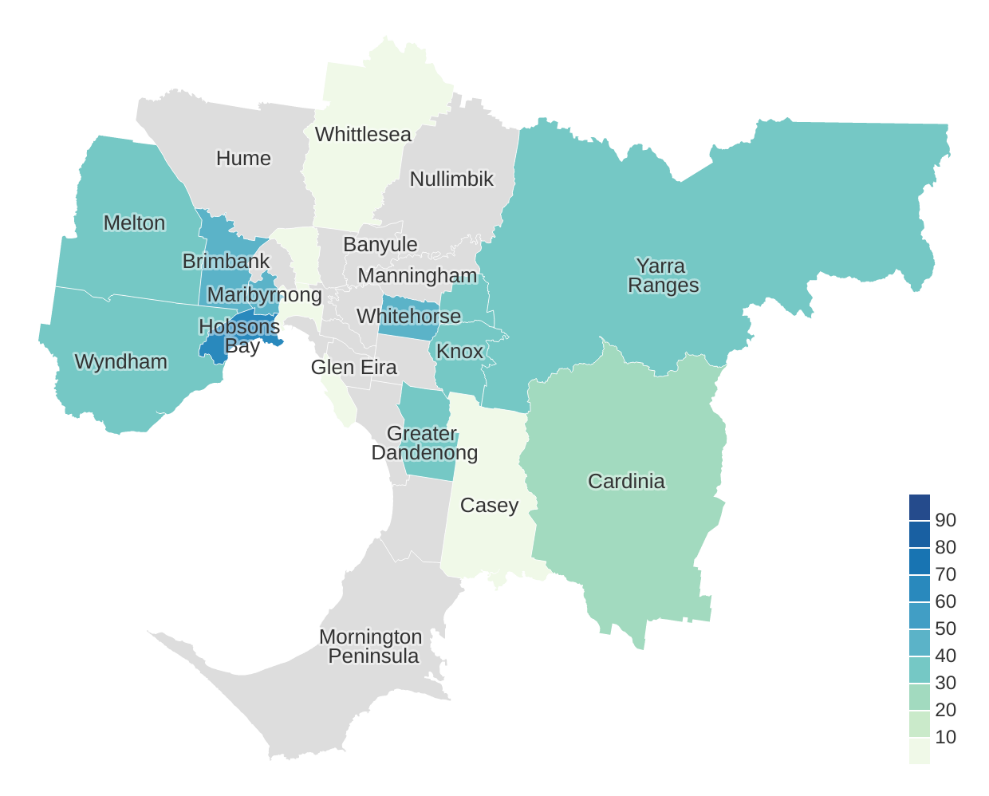 Whittlesea
Hume
Nullimbik
Melton
Banyule
Brimbank
Manningham
Yarra
Ranges
Maribyrnong
Whitehorse
Hobsons
Bay
Knox
Wyndham
Glen Eira
Greater
Dandenong
Cardinia
Casey
Mornington
Peninsula
90
80
70
60
50
40
30
20
10